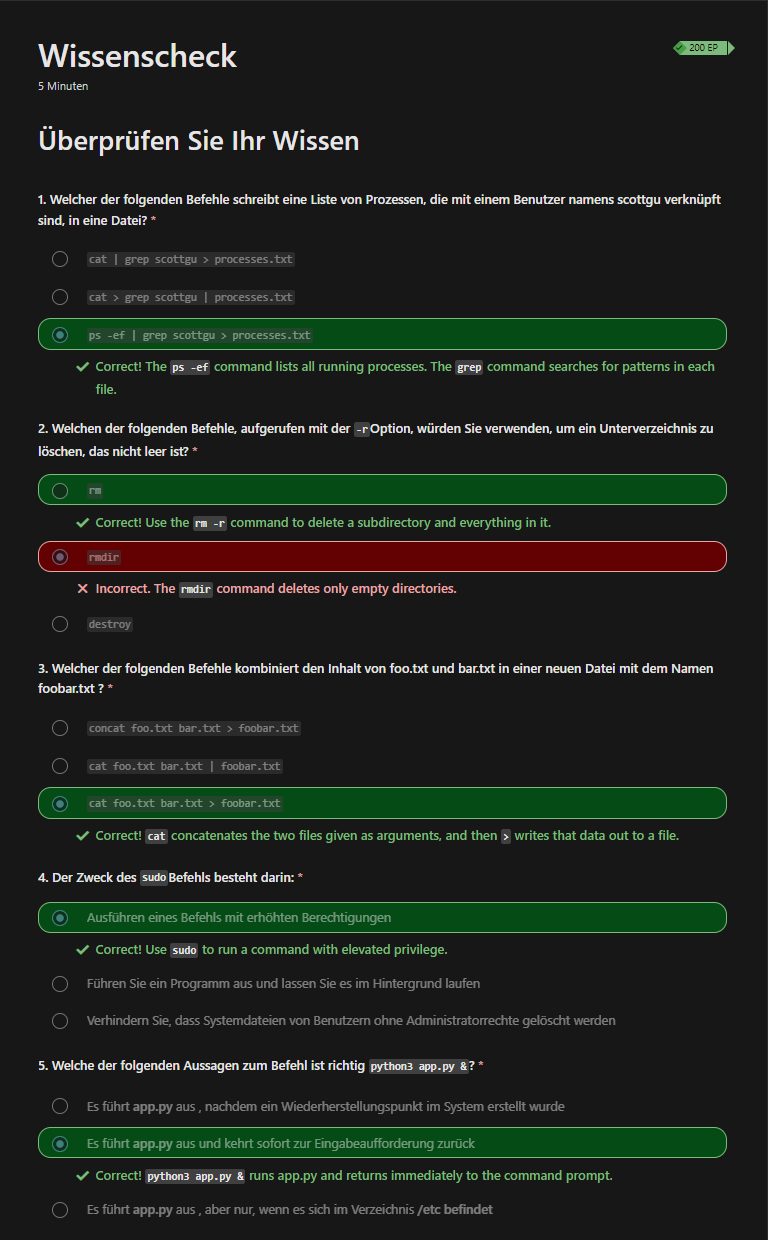 Wissenscheck
200 EP
5 Minuten
Überprüfen Sie Ihr Wissen
1. Welcher der folgenden Befehle schreibt eine Liste von Prozessen, die mit einem Benutzer namens scottgu verknüpft
sind, in eine Datei? *
cat | grep scottgu > processes.txt
cat > grep scottgu | processes.txt
ps -ef | grep scottgu > processes.txt
Correct! The ps -ef command lists all running processes. The grep command searches for patterns in each
file.
2. Welchen der folgenden Befehle, aufgerufen mit der -rOption, würden Sie verwenden, um ein Unterverzeichnis zu
löschen, das nicht leer ist? *
rm
Correct! Use the rm -r command to delete a subdirectory and everything in it.
rmdir
Incorrect. The rmdir command deletes only empty directories.
destroy
3. Welcher der folgenden Befehle kombiniert den Inhalt von foo.txt und bar.txt in einer neuen Datei mit dem Namen
foobar.txt ? *
concat foo.txt bar.txt > foobar.txt
cat foo.txt bar.txt | foobar.txt
cat foo.txt bar.txt > foobar.txt
Correct! cat concatenates the two files given as arguments, and then > writes that data out to a file.
4. Der Zweck des sudoBefehls besteht darin: *
Ausführen eines Befehls mit erhöhten Berechtigungen
Correct! Use sudo to run a command with elevated privilege.
Führen Sie ein Programm aus und lassen Sie es im Hintergrund laufen
Verhindern Sie, dass Systemdateien von Benutzern ohne Administratorrechte gelöscht werden
5. Welche der folgenden Aussagen zum Befehl ist richtig python3 app.py &? *
Es führt app.py aus , nachdem ein Wiederherstellungspunkt im System erstellt wurde
Es führt app.py aus und kehrt sofort zur Eingabeaufforderung zurück
Correct! python3 app.py & runs app.py and returns immediately to the command prompt.
Es führt app.py aus , aber nur, wenn es sich im Verzeichnis /etc befindet